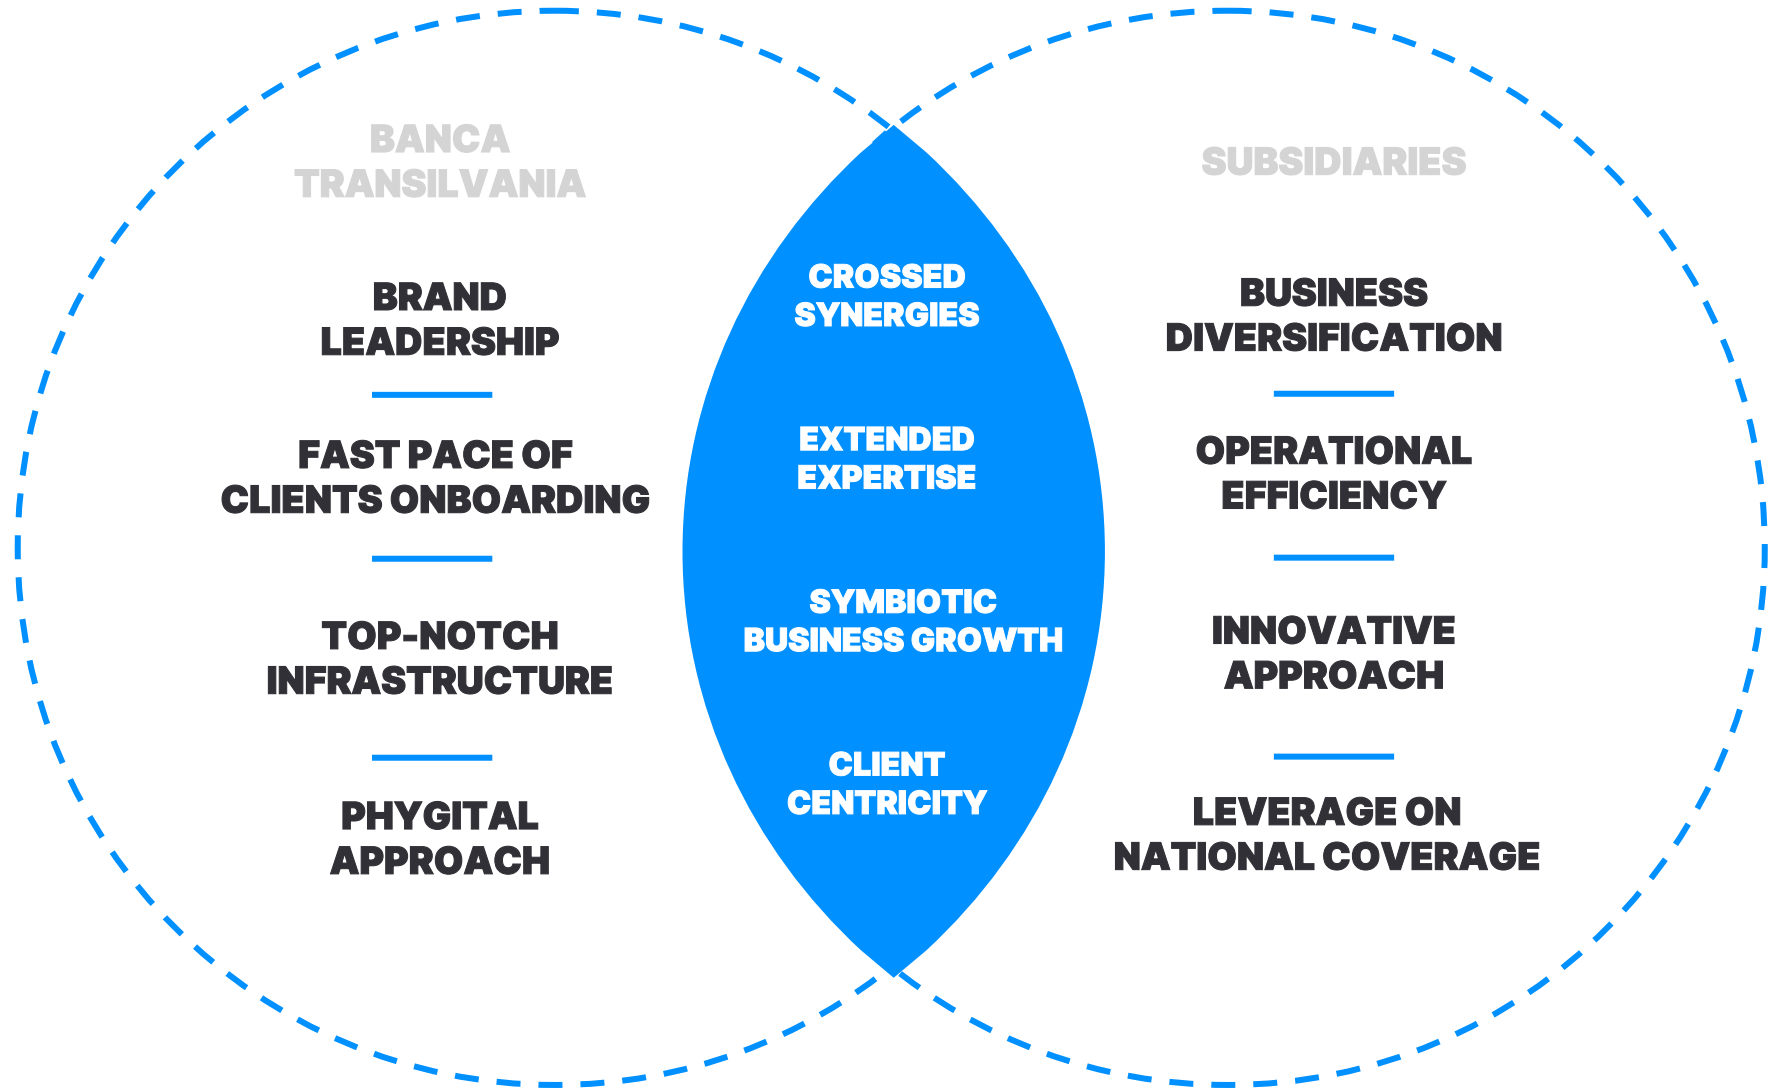 BANCA
TRANSILVANIA
BRAND
LEADERSHIP
FAST PACE OF
CLIENTS ONBOARDING
TOP-NOTCH
INFRASTRUCTURE
PHYGITAL
APPROACH
CROSSED
SYNERGIES
EXTENDED
EXPERTISE
SYMBIOTIC
BUSINESS GROWTH
CLIENT
CENTRICITY
SUBSIDIARIES
BUSINESS
DIVERSIFICATION
OPERATIONAL
EFFICIENCY
INNOVATIVE
APPROACH
LEVERAGE ON
NATIONAL COVERAGE